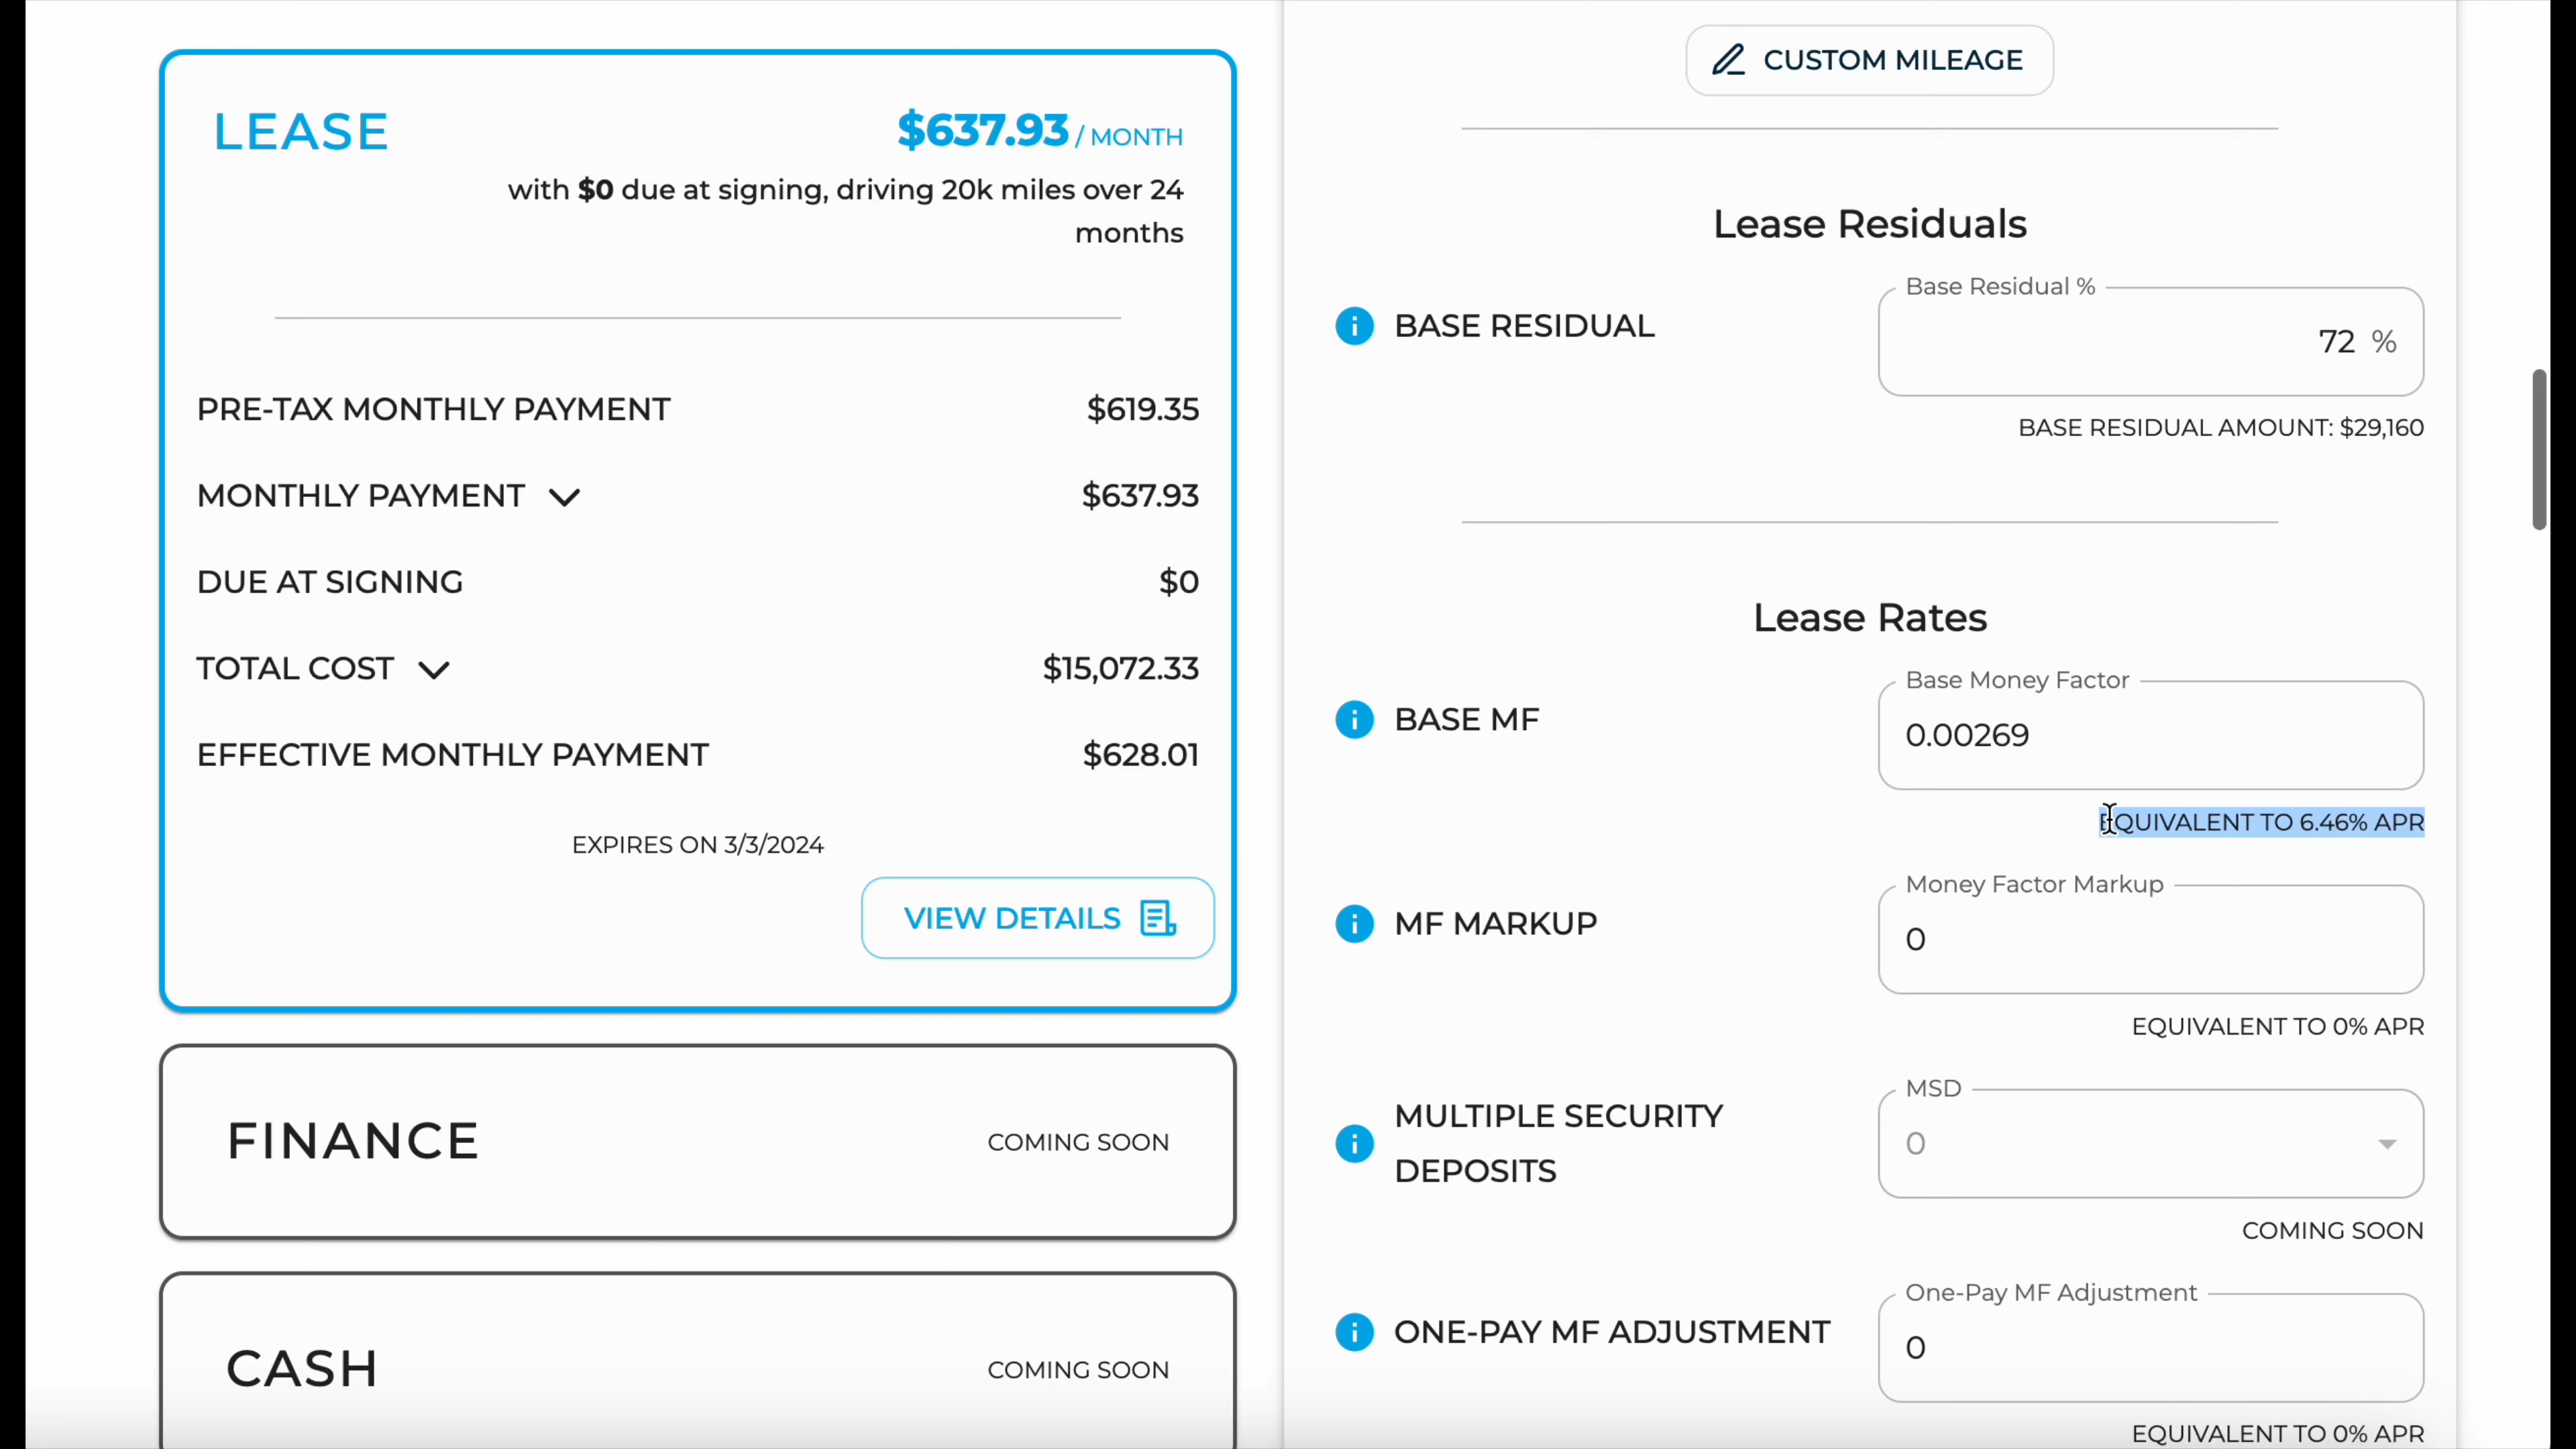 LEASE
$637.93 / MONTH
with $0 due at signing, driving 20k miles over 24
months
PRE-TAX MONTHLY PAYMENT $619.35
MONTHLY PAYMENT $637.93
DUE AT SIGNING $0
TOTAL COST $15,072.33
EFFECTIVE MONTHLY PAYMENT $628.01
EXPIRES ON 3/3/2024
VIEW DETAILS
FINANCE COMING SOON
CASH COMING SOON
CUSTOM MILEAGE
Lease Residuals
Base Residual %
BASE RESIDUAL 72 %
BASE RESIDUAL AMOUNT: $29,160
Lease Rates
Base Money Factor
BASE MF 0.00269
EQUIVALENT TO 6.46% APR
Money Factor Markup
MF MARKUP 0
EQUIVALENT TO 0% APR
MSD
MULTIPLE SECURITY
DEPOSITS
0
COMING SOON
One-Pay MF Adjustment
ONE-PAY MF ADJUSTMENT 0
EQUIVALENT TO 0% APR